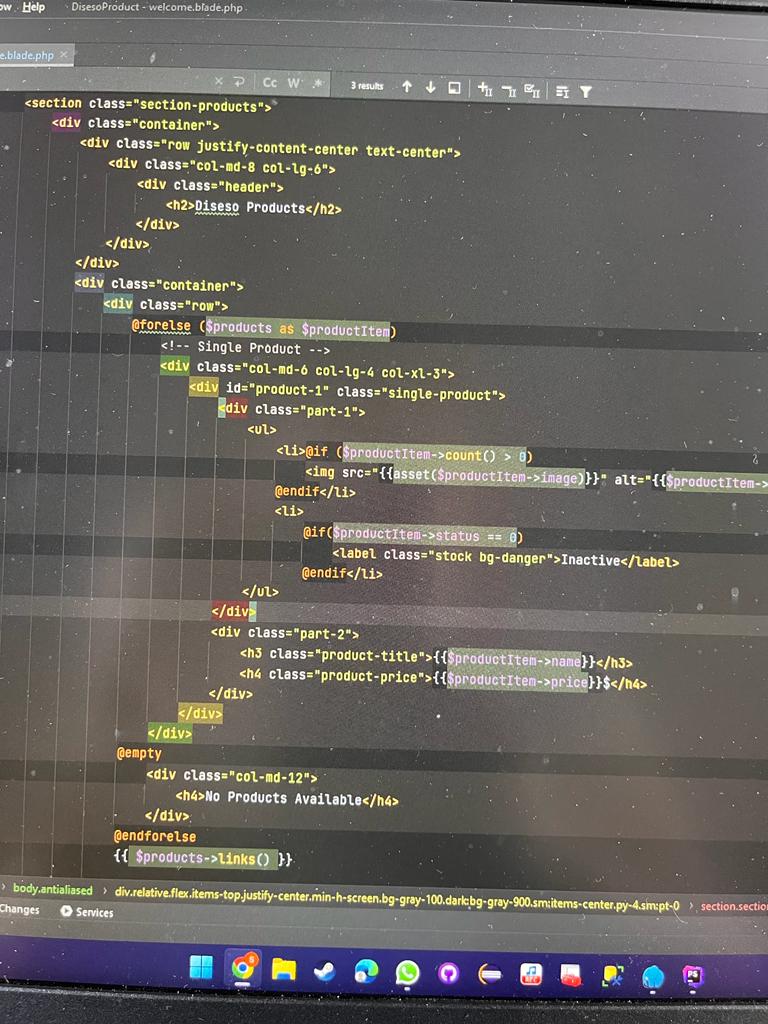 ow Help DisesoProduct - welcome.blade.php
e.blade.php ×
Cc W .* 3 results
<section class="section-products">
<div class="container">
<div class="row justify-content-center text-center">
<div class="col-md-8 col-lg-6">
<div class="header">
<h2>Diseso Products</h2>
</div>
</div>
</div>
<div class="container">
<div class="row">
@forelse ($products as $productItem)
<!-- Single Product -->
<div class="col-md-6 col-lg-4 col-xl-3">
<div id="product-1" class="single-product">
<div class="part-1">
<ul>
<li>@if ($productItem->count() > 0)
<img src="{{asset($productItem->image)}}" alt="{{$productItem->
@endif</li>
<li>
@if($productItem->status == 0)
<label class="stock bg-danger">Inactive</label>
@endif</li>
</ul>
</div>
<div class="part-2">
<h3 class="product-title">{{$productItem->name}}</h3>
<h4 class="product-price">{{$productItem->price}}$</h4>
</div>
</div>
</div>
@empty
<div class="col-md-12">
<h4>No Products Available</h4>
</div>
@endforelse
{{ $products->links() }}
body.antialiased › div.relative.flex.items-top.justify-center.min-h-screen.bg-gray-100.dark:bg-gray-900.sm:items-center.py-4.sm:pt-0 › section.sectio
Changes Services